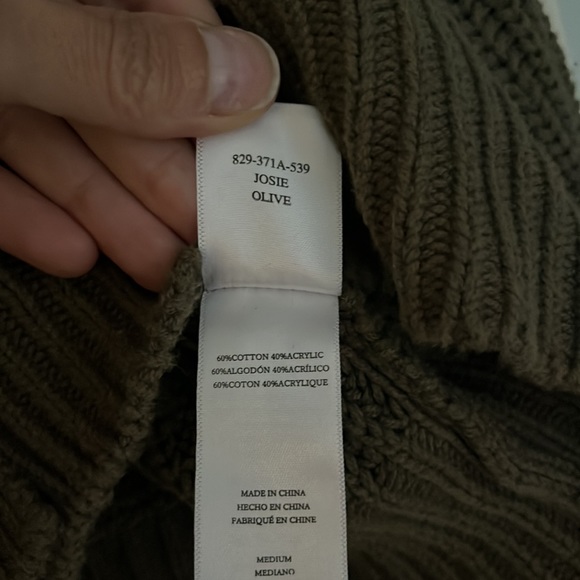 829-371A-539
JOSIE
OLIVE
60%COTTON 40%ACRYLIC
60%ALGODÓN 40%ACRÍLICO
60%COTON 40%ACRYLIQUE
MADE IN CHINA
HECHO EN CHINA
FABRIQUÉ EN CHINE
MEDIUM
MEDIANO